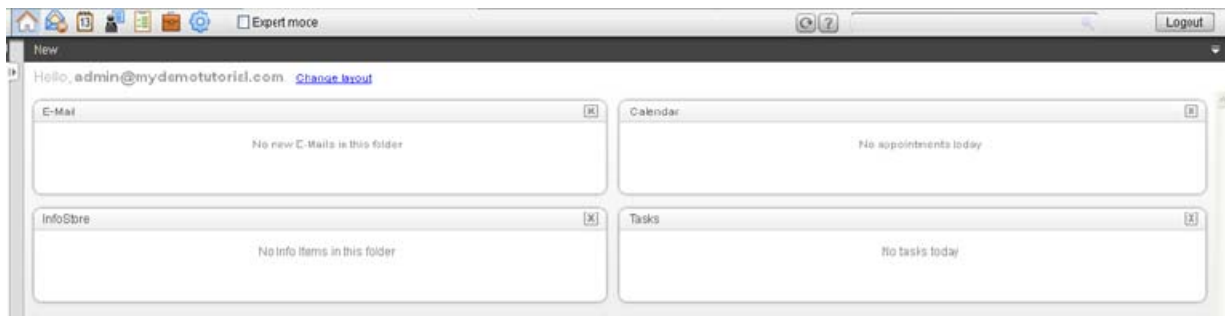 13 Expert mode ? Logout
New
Hello, admin@mydemotutorial.com Change layout
E-Mail X Calendar X
No new E-Mails in this folder No appointments today
InfoStore X Tasks X
No Info Items in this folder No tasks today